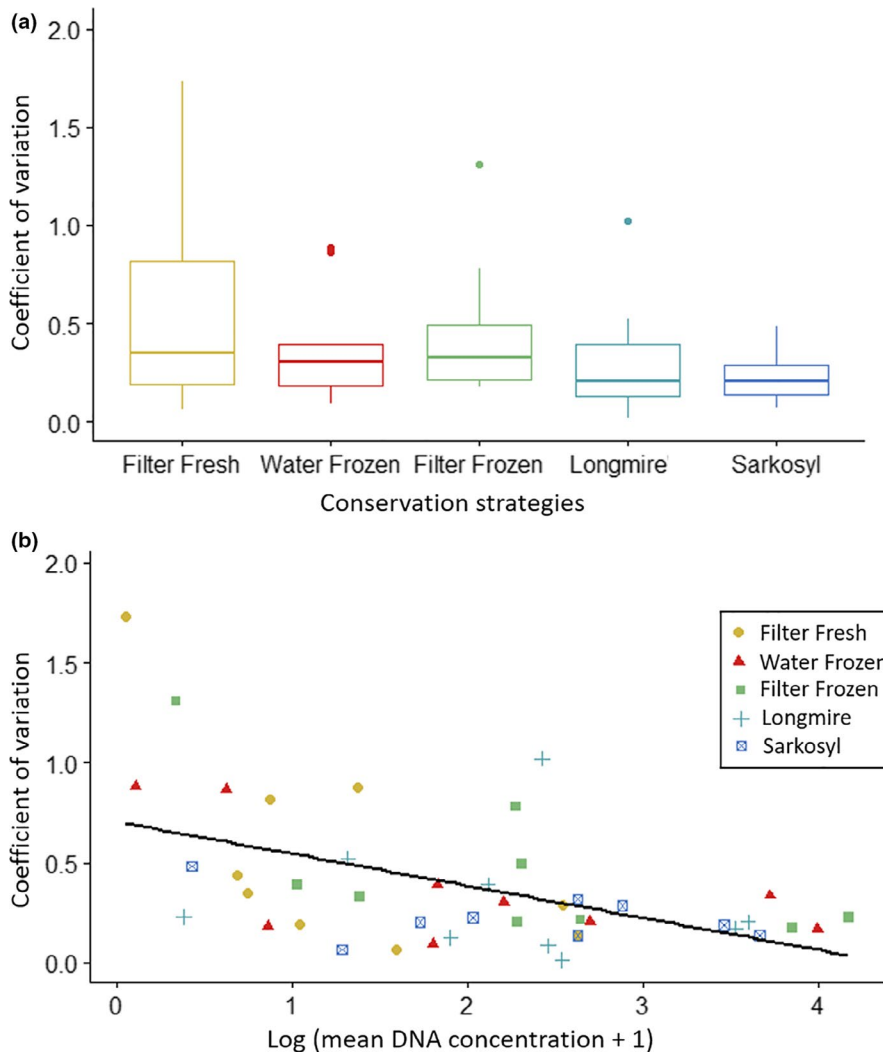 (a)
2.0
1.5
1.0
0.5
0.0
Coefficient of variation
Filter Fresh Water Frozen Filter Frozen Longmire' Sarkosyl
Conservation strategies
(b)
2.0
1.5
1.0
0.5
0.0
Coefficient of variation
Filter Fresh
Water Frozen
Filter Frozen
Longmire
Sarkosyl
0 1 2 3 4
Log (mean DNA concentration + 1)